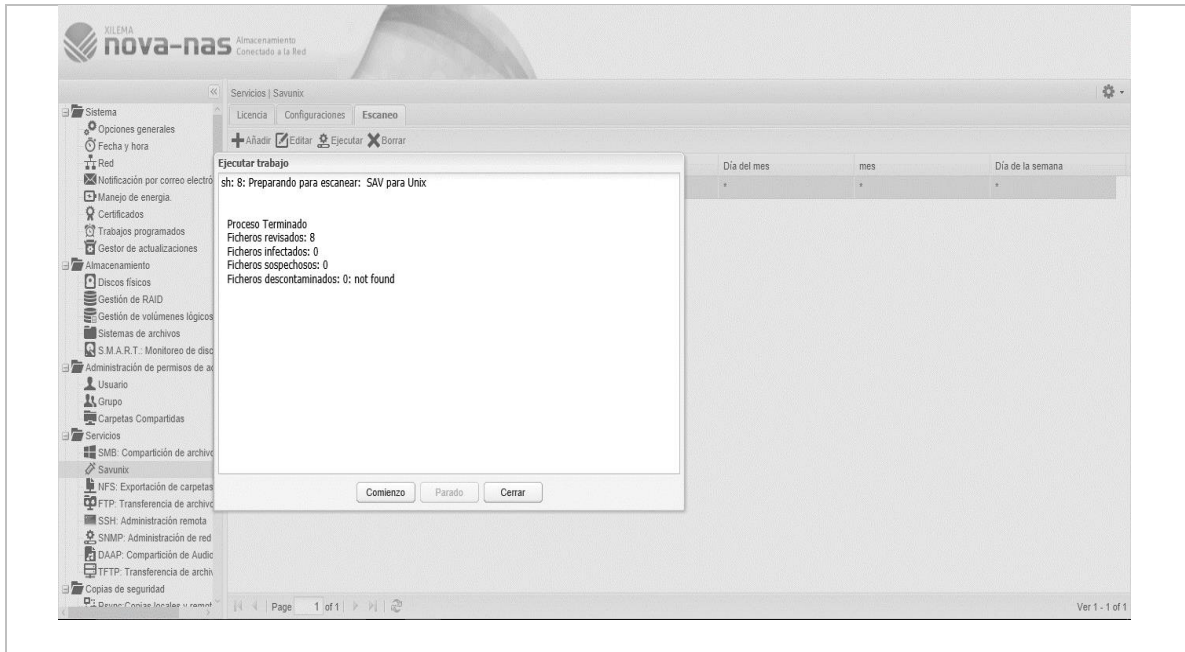 XILEMA
nova-nas
Almacenamiento
Conectado a la Red
Servicios | Savunix
Licencia Configuraciones Escaneo
Añadir Editar Ejecutar Borrar
Día del mes mes Día de la semana
* * *
Sistema
Opciones generales
Fecha y hora
Red
Notificación por correo electró
Manejo de energia.
Certificados
Trabajos programados
Gestor de actualizaciones
Almacenamiento
Discos físicos
Gestión de RAID
Gestión de volúmenes lógicos
Sistemas de archivos
S.M.A.R.T.: Monitoreo de disc
Administración de permisos de ac
Usuario
Grupo
Carpetas Compartidas
Servicios
SMB: Compartición de archivo
Savunix
NFS: Exportación de carpetas
FTP: Transferencia de archivo
SSH: Administración remota
SNMP: Administración de red
DAAP: Compartición de Audio
TFTP: Transferencia de archiv
Copias de seguridad
Rsync:Copias locales y remot
Ejecutar trabajo
sh: 8: Preparando para escanear: SAV para Unix
Proceso Terminado
Ficheros revisados: 8
Ficheros infectados: 0
Ficheros sospechosos: 0
Ficheros descontaminados: 0: not found
Comienzo Parado Cerrar
Page 1 of 1
Ver 1 - 1 of 1